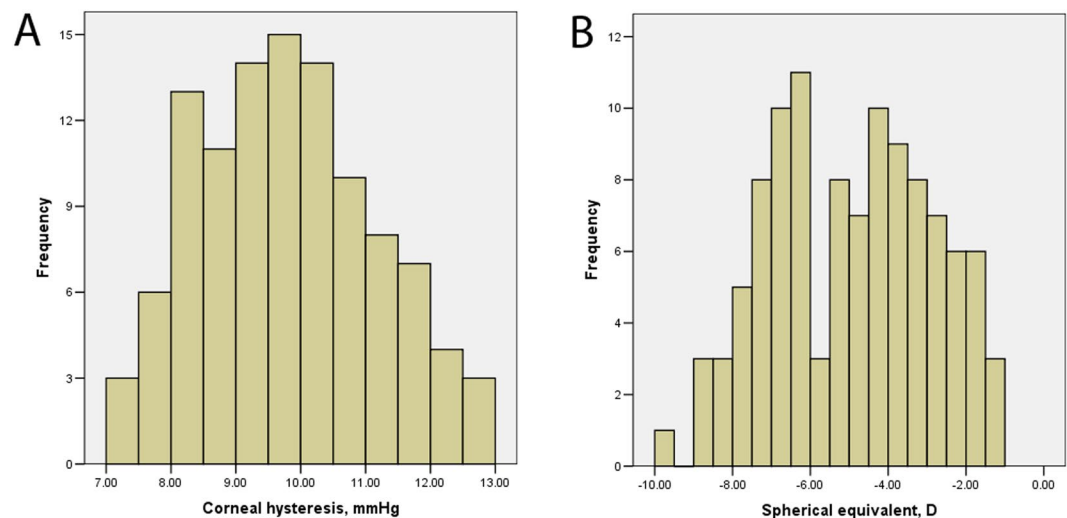 A
Frequency
15
12
9
6
3
0
7.00 8.00 9.00 10.00 11.00 12.00 13.00
Corneal hysteresis, mmHg
B
Frequency
12
10
8
6
4
2
0
-10.00 -8.00 -6.00 -4.00 -2.00 0.00
Spherical equivalent, D